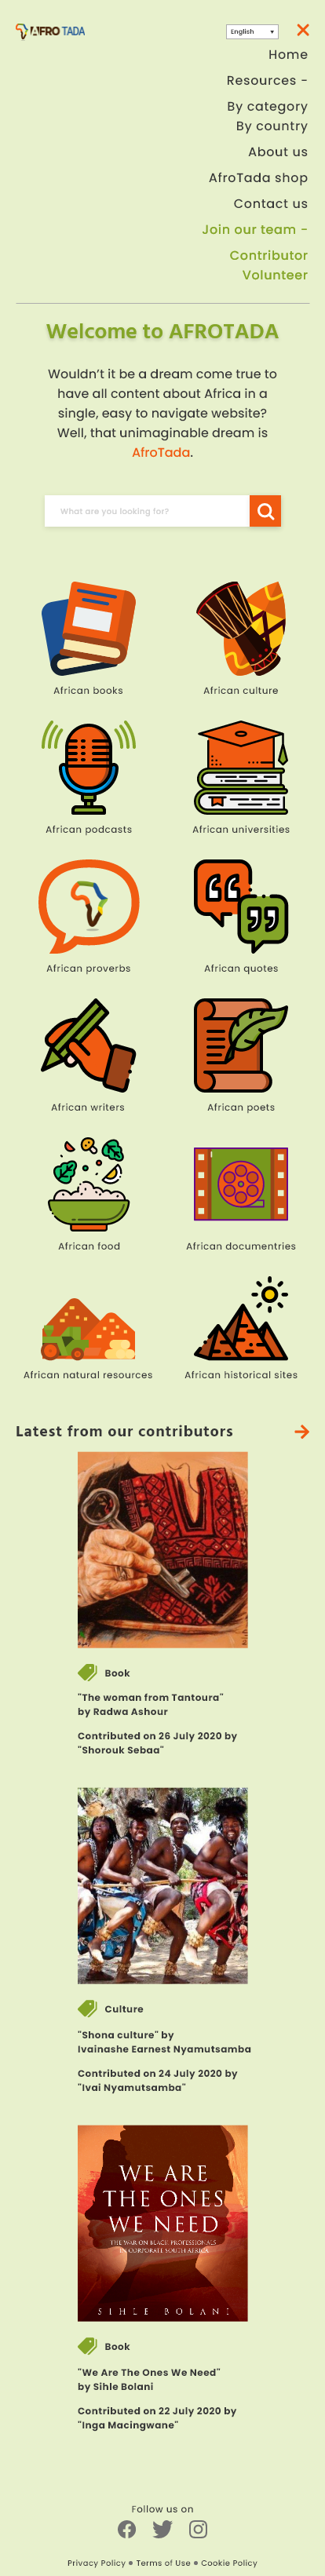 AFRO TADA
English
Home
Resources -
By category
By country
About us
AfroTada shop
Contact us
Join our team -
Contributor
Volunteer
Welcome to AFROTADA
Wouldn't it be a dream come true to
have all content about Africa in a
single, easy to navigate website?
Well, that unimaginable dream is
AfroTada.
What are you looking for?
African books
African culture
African podcasts
African universities
African proverbs
African quotes
African writers
African poets
African food
African documentries
African natural resources
African historical sites
Latest from our contributors
Book
"The woman from Tantoura"
by Radwa Ashour
Contributed on 26 July 2020 by
"Shorouk Sebaa"
Culture
"Shona culture" by
Ivainashe Earnest Nyamutsamba
Contributed on 24 July 2020 by
"Ivai Nyamutsamba"
WE ARE
THE ONES
WE NEED
THE WAR ON BLACK PROFESSIONALS
IN CORPORATE SOUTH AFRICA
SIHLE BOLANI
Book
"We Are The Ones We Need"
by Sihle Bolani
Contributed on 22 July 2020 by
"Inga Macingwane"
Follow us on
Privacy Policy • Terms of Use • Cookie Policy